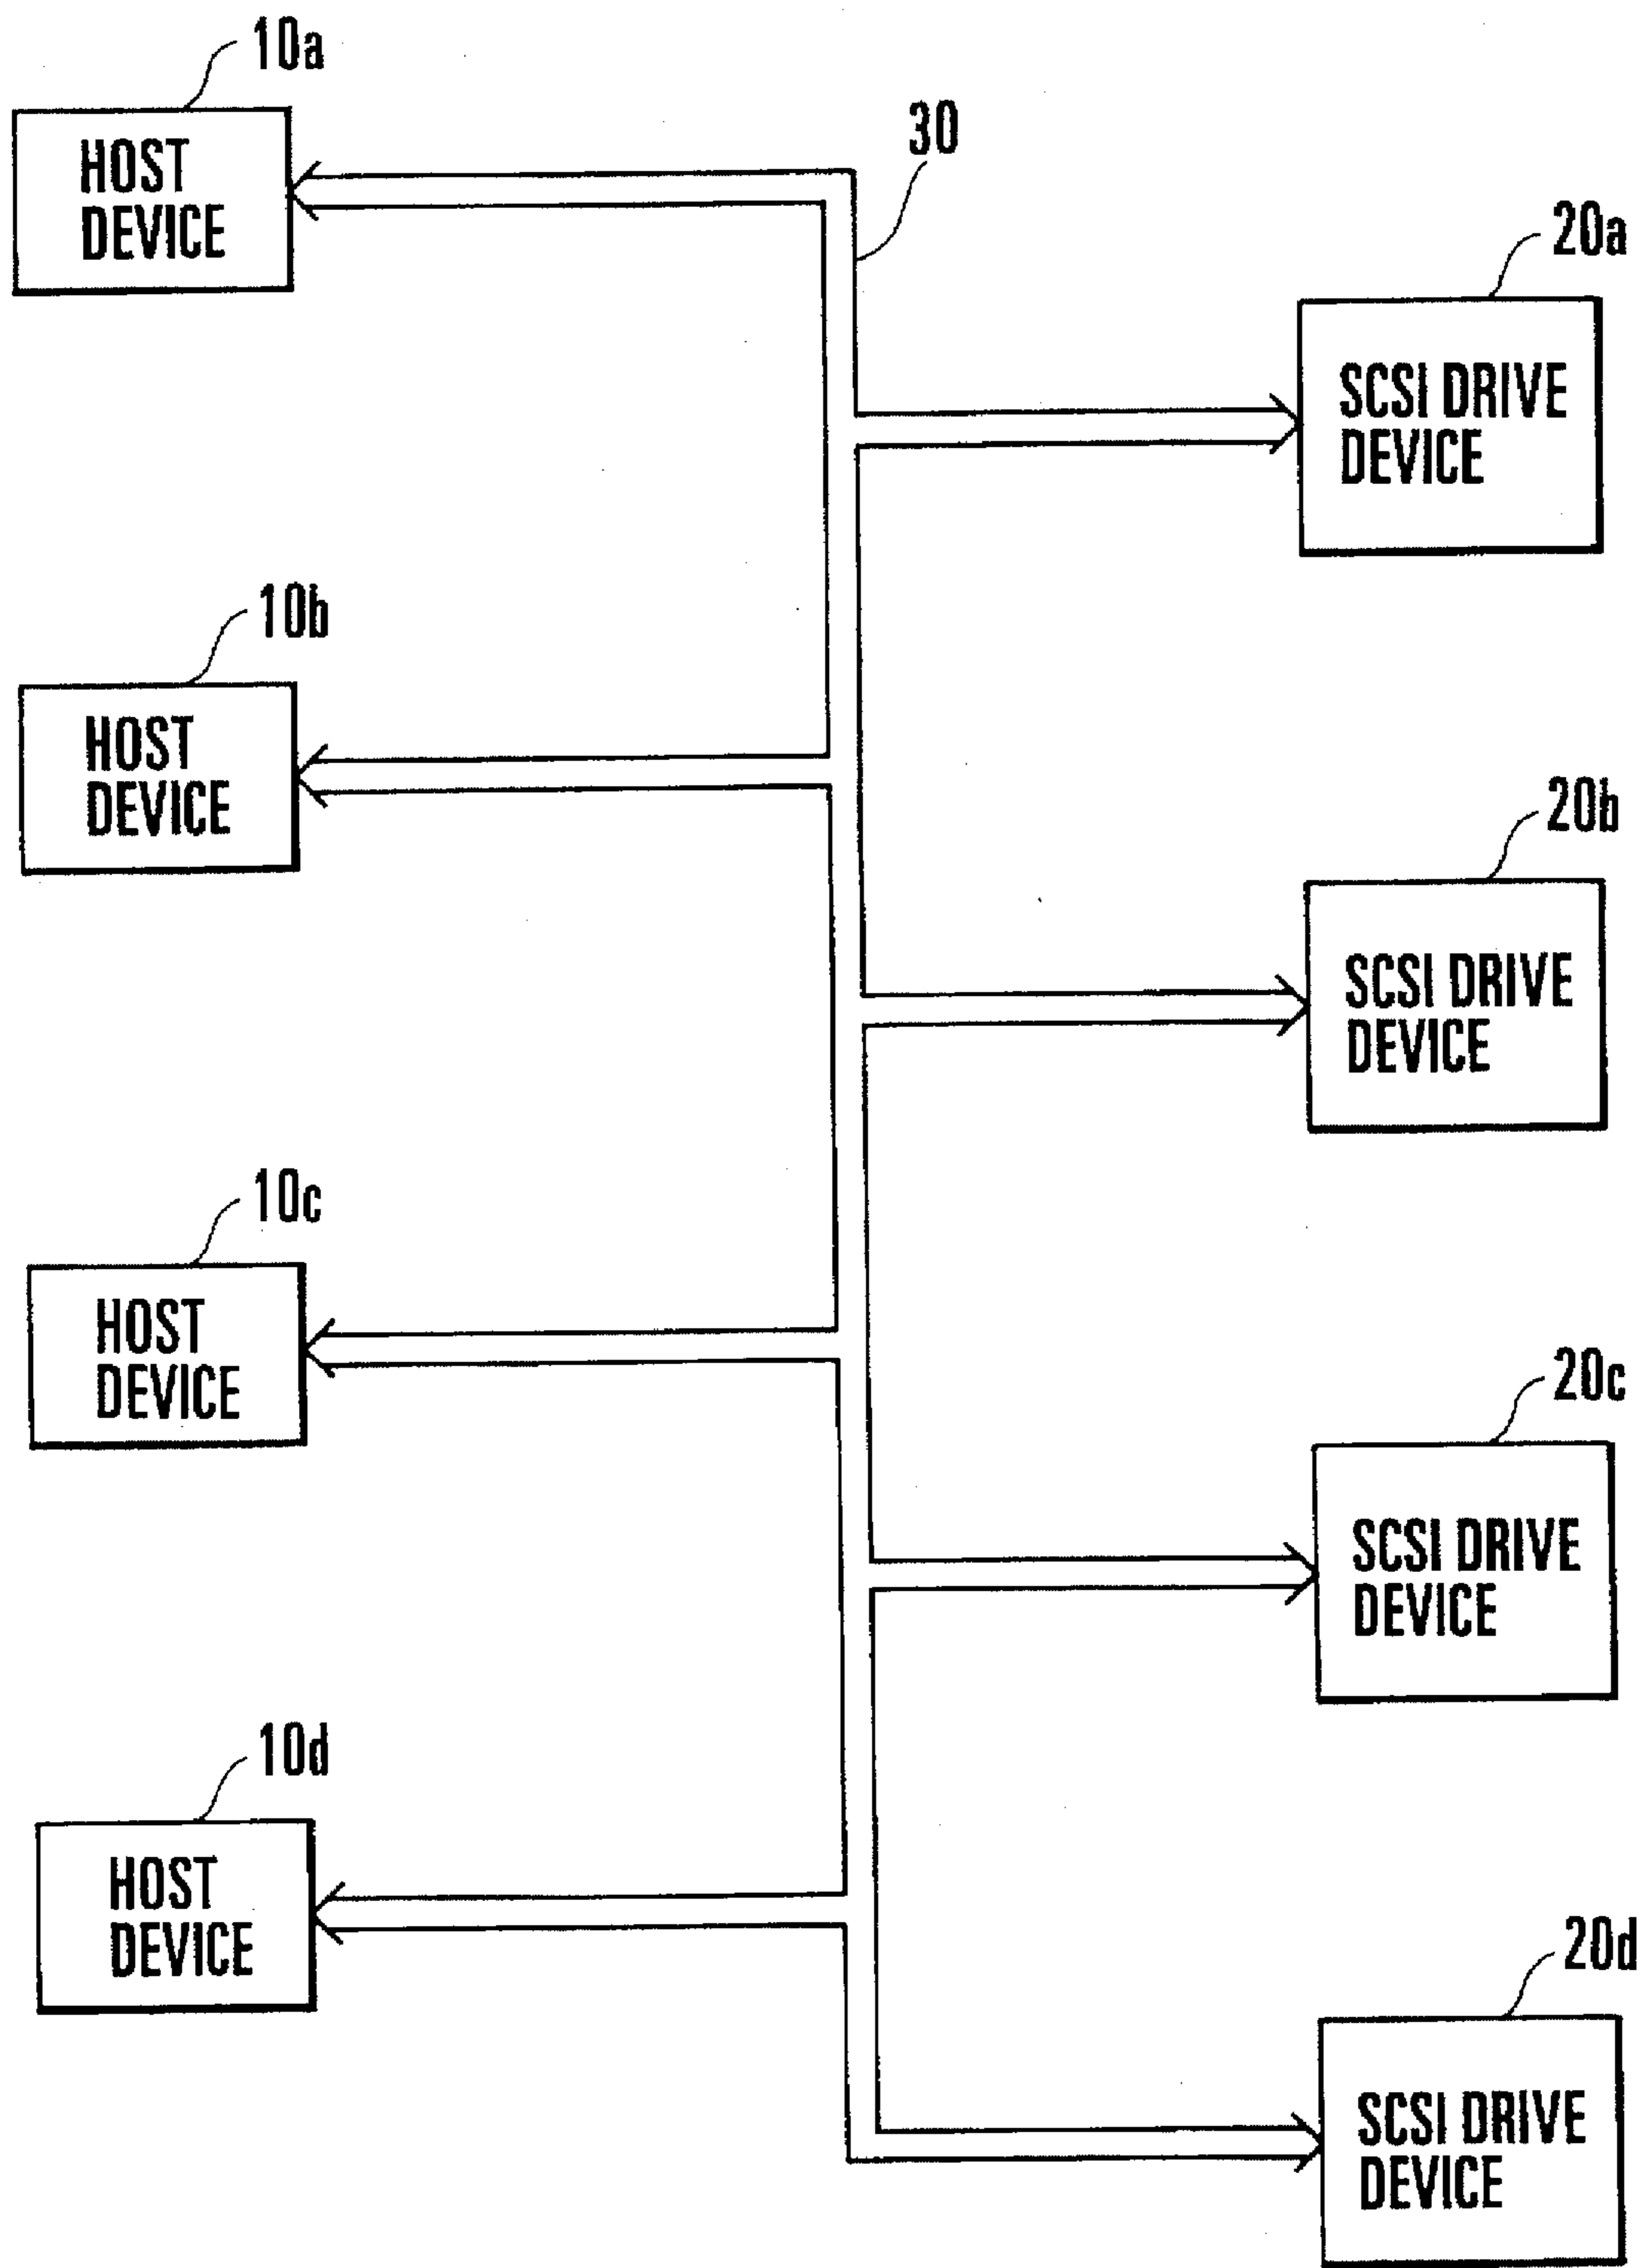 10a
HOST
DEVICE
30
20a
SCSI DRIVE
DEVICE
10b
HOST
DEVICE
20b
SCSI DRIVE
DEVICE
10c
HOST
DEVICE
20c
SCSI DRIVE
DEVICE
10d
HOST
DEVICE
20d
SCSI DRIVE
DEVICE